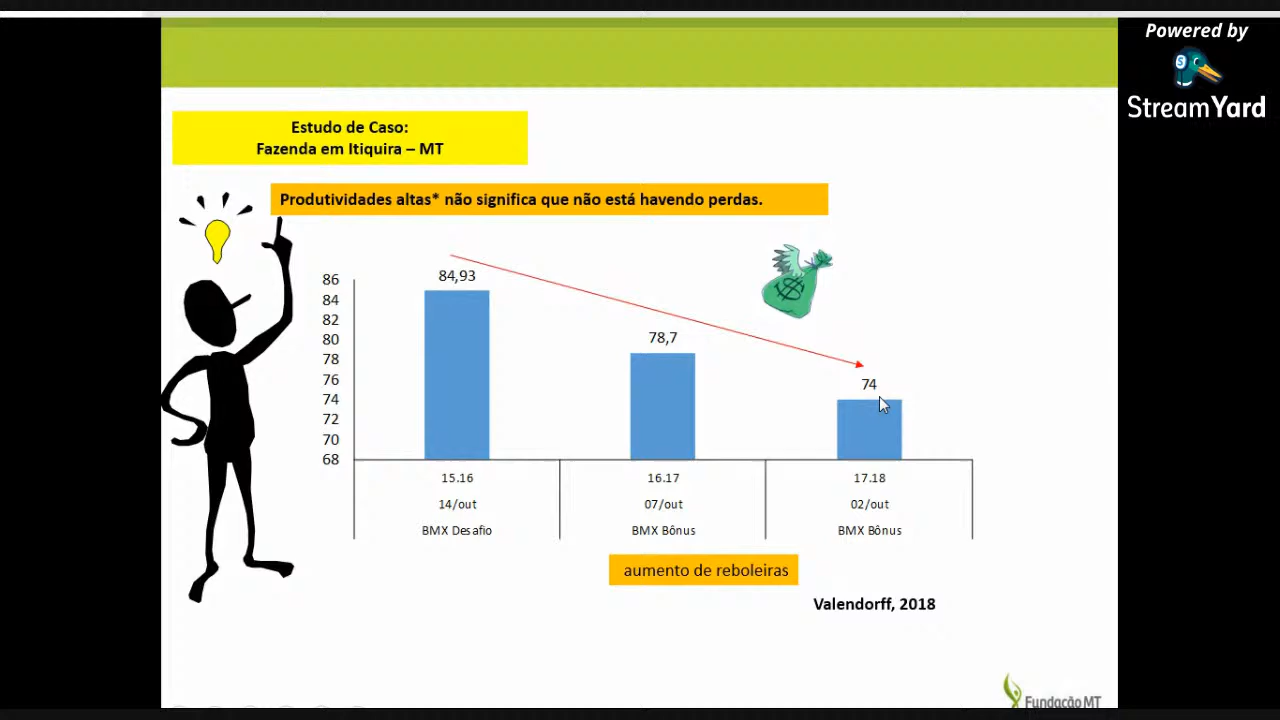 Powered by
StreamYard
Estudo de Caso:
Fazenda em Itiquira – MT
Produtividades altas* não significa que não está havendo perdas.
86
84
82
80
78
76
74
72
70
68
84,93
78,7
74
15.16
16.17
17.18
14/out
07/out
02/out
BMX Desafio
BMX Bônus
BMX Bônus
aumento de reboleiras
Valendorff, 2018
Fundação MT